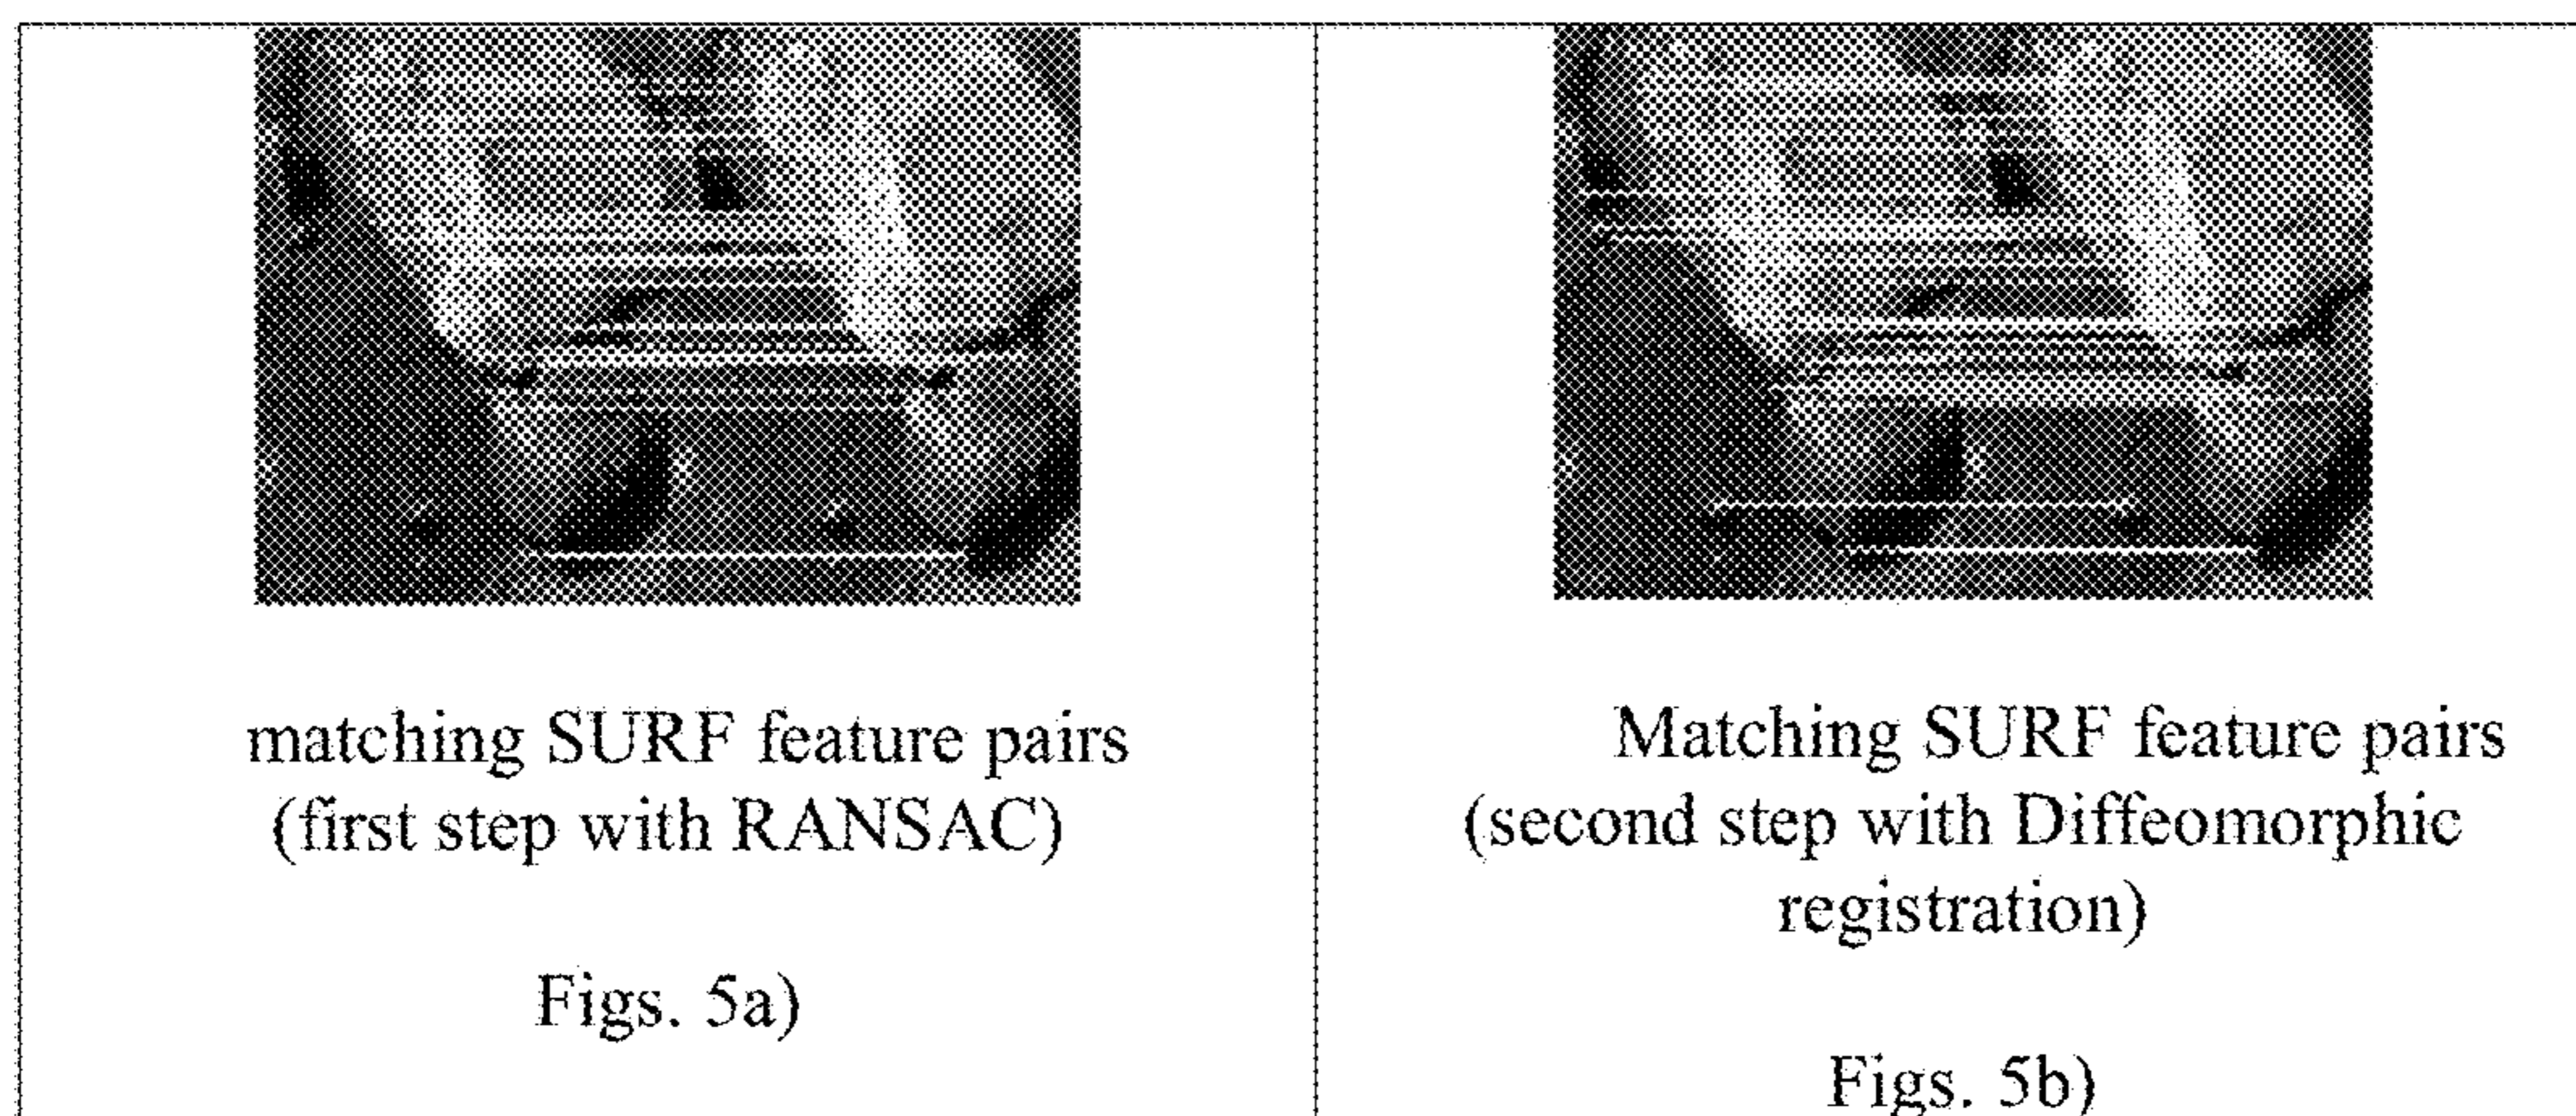 matching SURF feature pairs
(first step with RANSAC)
Figs. 5a)
Matching SURF feature pairs
(second step with Diffeomorphic
registration)
Figs. 5b)